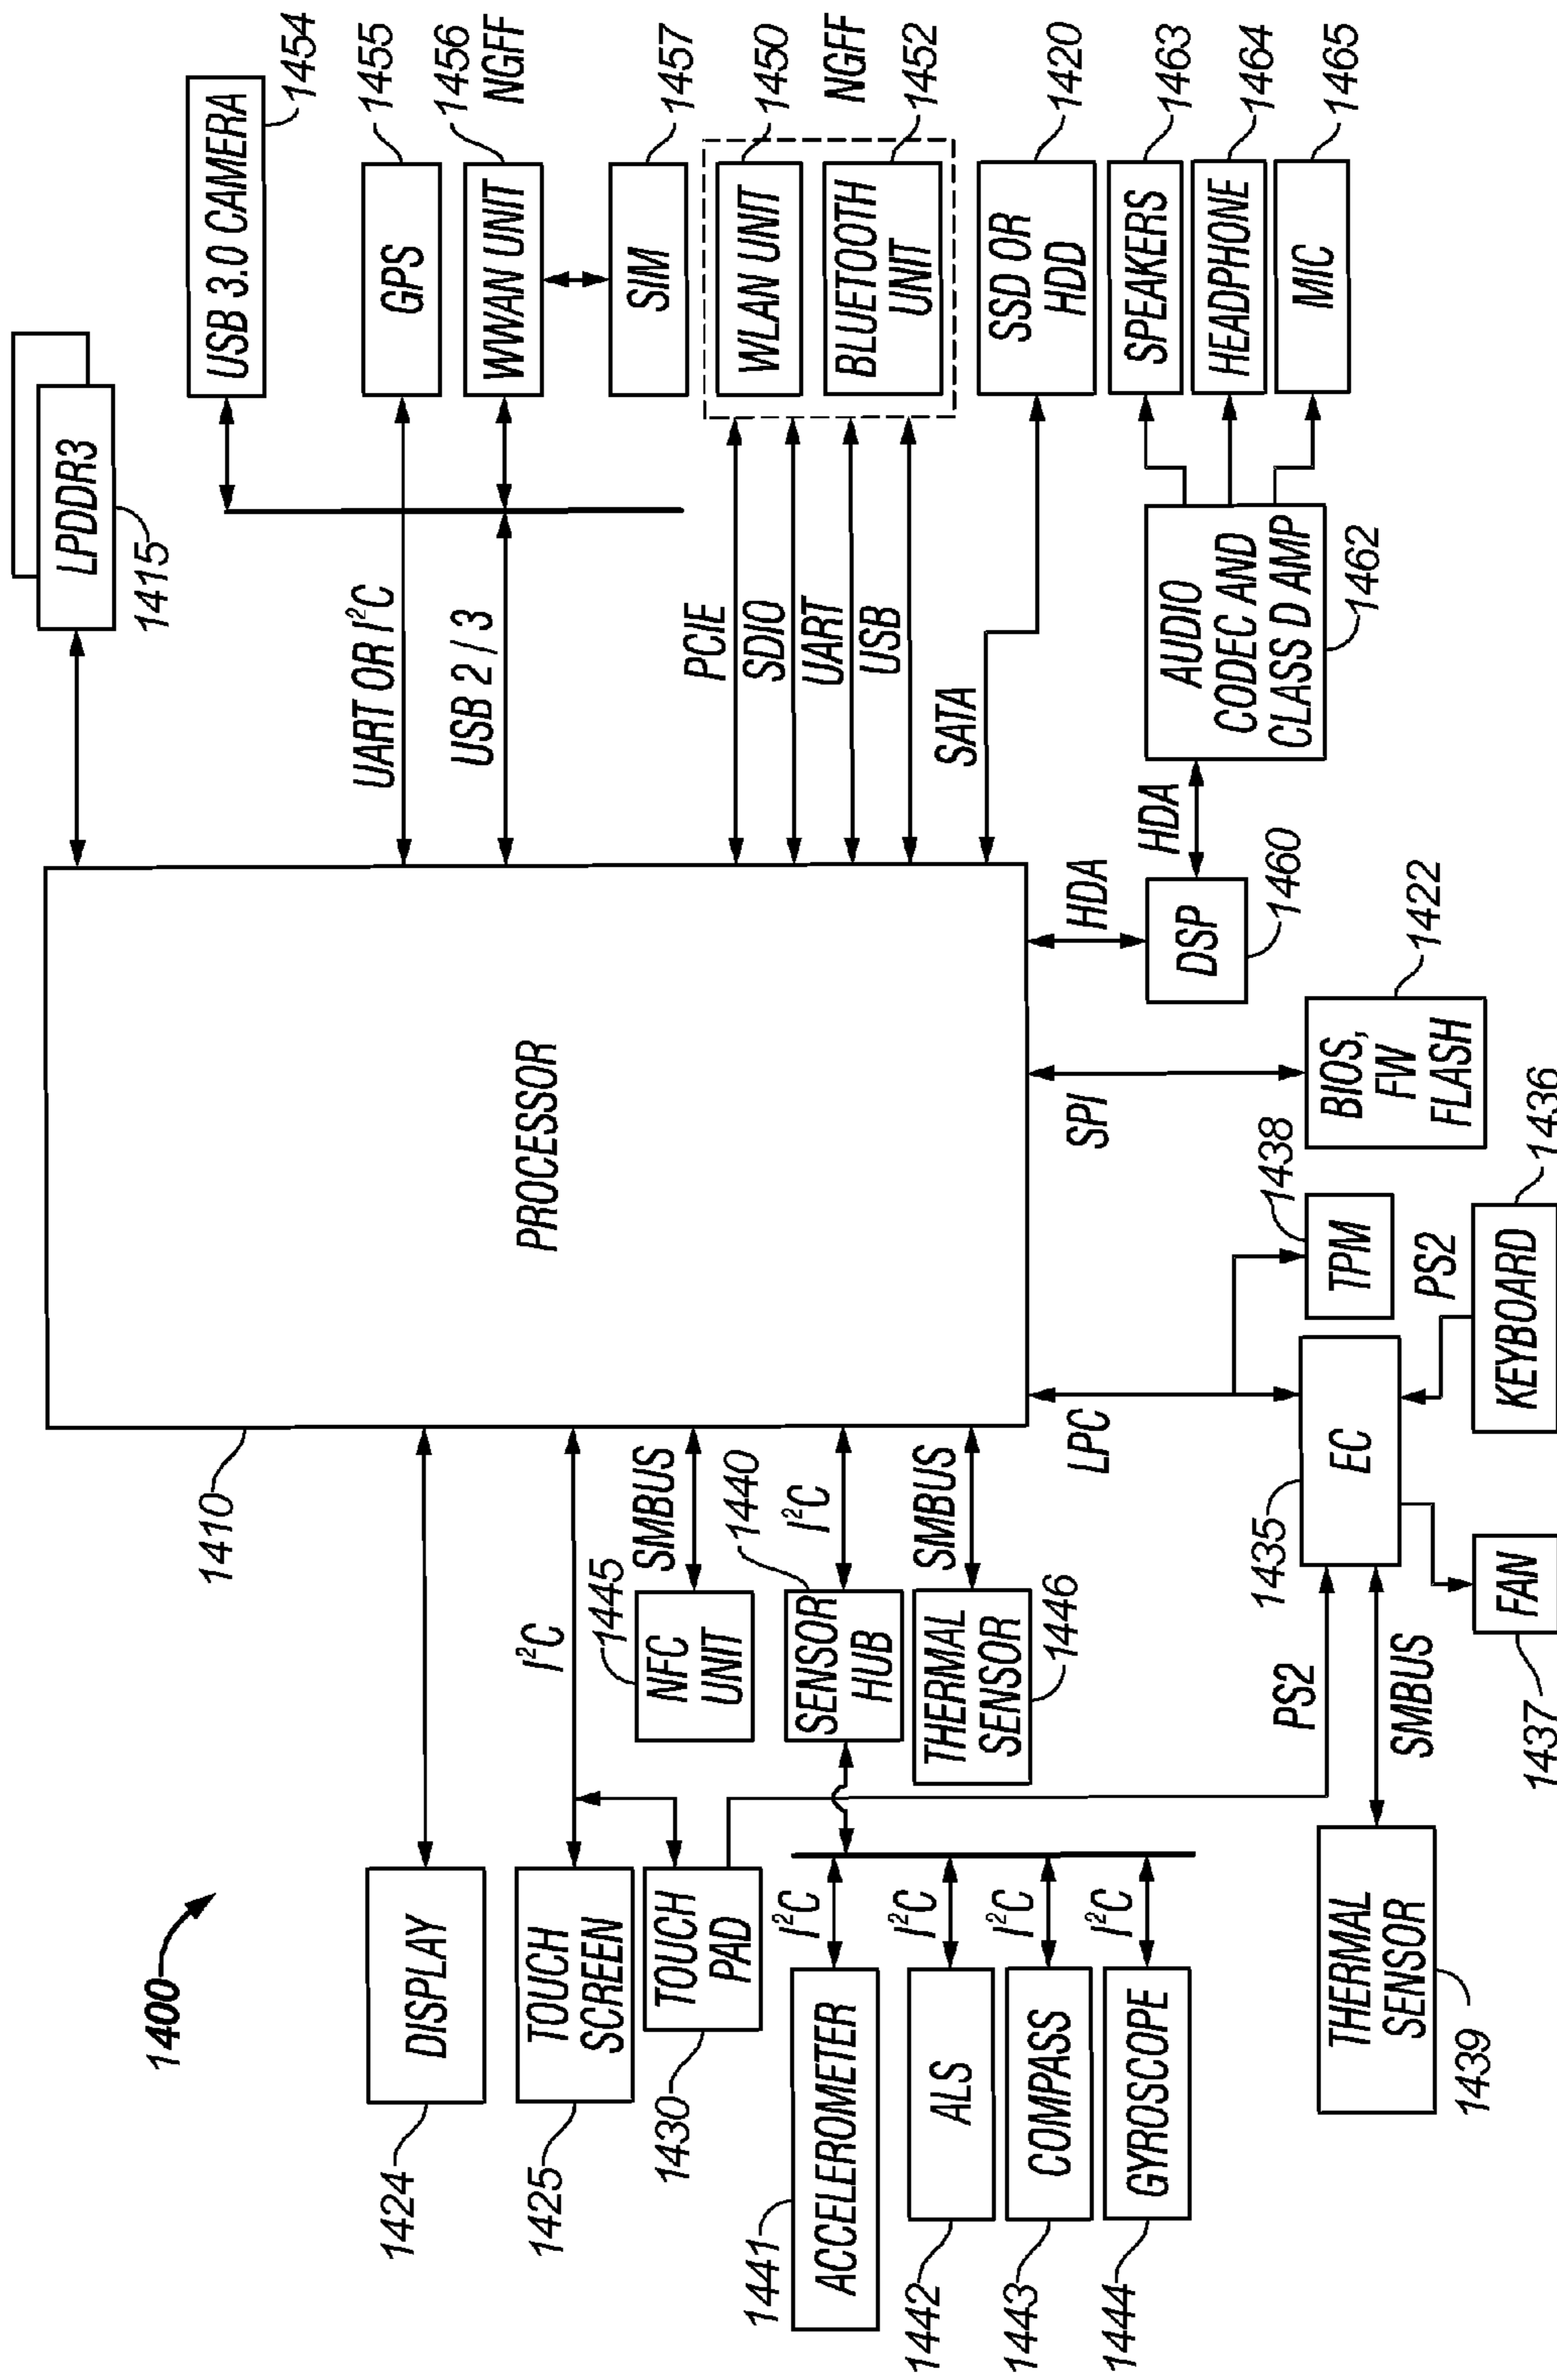 1400
LPDDR3
1415
USB 3.0 CAMERA
1454
1410
PROCESSOR
DISPLAY
1424
UART OR I²C
GPS
1455
USB 2 / 3
WWAN UNIT
1456
NGFF
I²C
TOUCH
SCREEN
1425
SIM
1457
TOUCH
PAD
1430
SMBUS
1445
NFC
UNIT
PCIE
SDIO
UART
USB
WLAN UNIT
1450
NGFF
BLUETOOTH
UNIT
1452
1440
I²C
SENSOR
HUB
SMBUS
THERMAL
SENSOR
1446
I²C
ACCELEROMETER
1441
I²C
ALS
1442
I²C
COMPASS
1443
I²C
GYROSCOPE
1444
SATA
SSD OR
HDD
1420
LPC
SPI
HDA
DSP
1460
HDA
AUDIO
CODEC AND
CLASS D AMP
1462
SPEAKERS
1463
HEADPHONE
1464
MIC
1465
PS2
1435
EC
1438
TPM
BIOS,
FW
FLASH
1422
THERMAL
SENSOR
1439
SMBUS
PS2
FAN
1437
KEYBOARD
1436